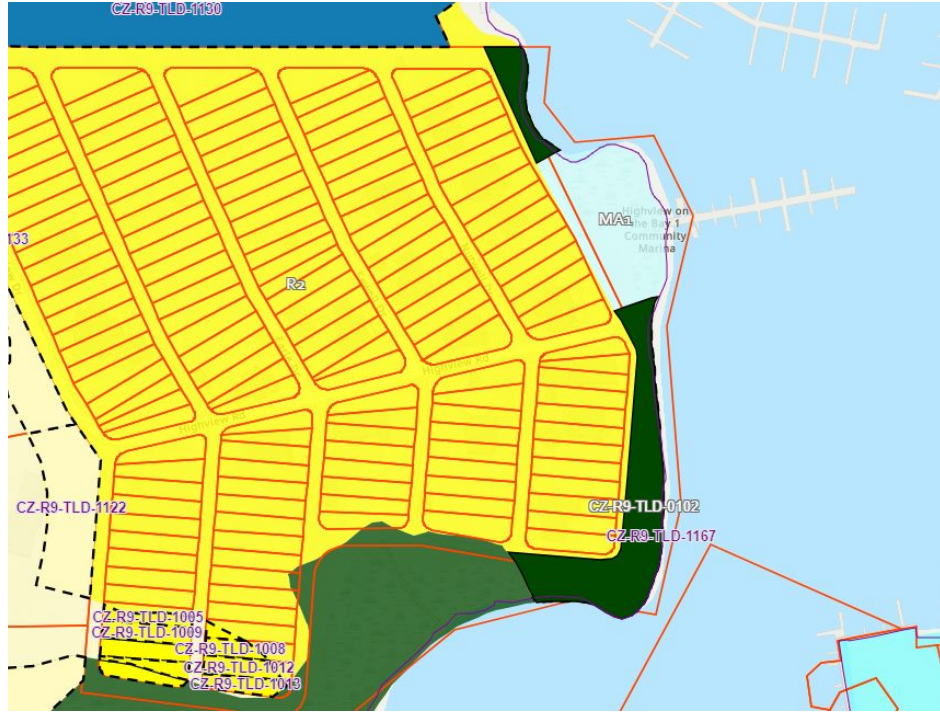 CZ-R9-TLD-1130
MA1
Highview on
the Bay 1
Community
Marina
133
R2
Highview Rd
Highview Rd
CZ-R9-TLD-1122
CZ-R9-TLD-0102
CZ-R9-TLD-1167
CZ-R9-TLD-1005
CZ-R9-TLD-1009
CZ-R9-TLD-1008
CZ-R9-TLD-1012
CZ-R9-TLD-1013